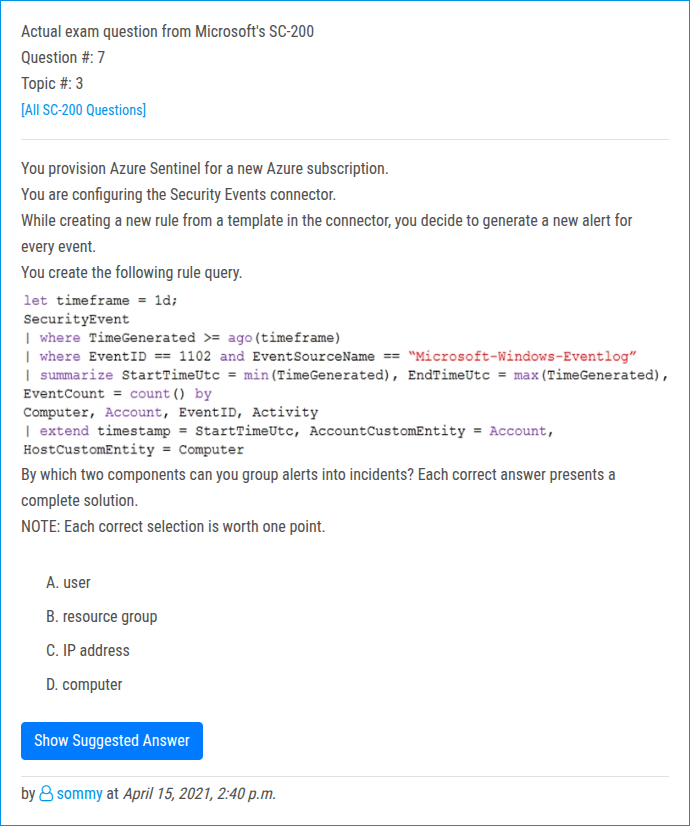 Actual exam question from Microsoft's SC-200
Question #: 7
Topic #: 3
[All SC-200 Questions]
You provision Azure Sentinel for a new Azure subscription.
You are configuring the Security Events connector.
While creating a new rule from a template in the connector, you decide to generate a new alert for
every event.
You create the following rule query.
let timeframe = 1d;
SecurityEvent
| where TimeGenerated >= ago(timeframe)
| where EventID == 1102 and EventSourceName == “Microsoft-Windows-Eventlog”
| summarize StartTimeUtc = min(TimeGenerated), EndTimeUtc = max(TimeGenerated),
EventCount = count() by
Computer, Account, EventID, Activity
| extend timestamp = StartTimeUtc, AccountCustomEntity = Account,
HostCustomEntity = Computer
By which two components can you group alerts into incidents? Each correct answer presents a
complete solution.
NOTE: Each correct selection is worth one point.
A. user
B. resource group
C. IP address
D. computer
Show Suggested Answer
by sommy at April 15, 2021, 2:40 p.m.